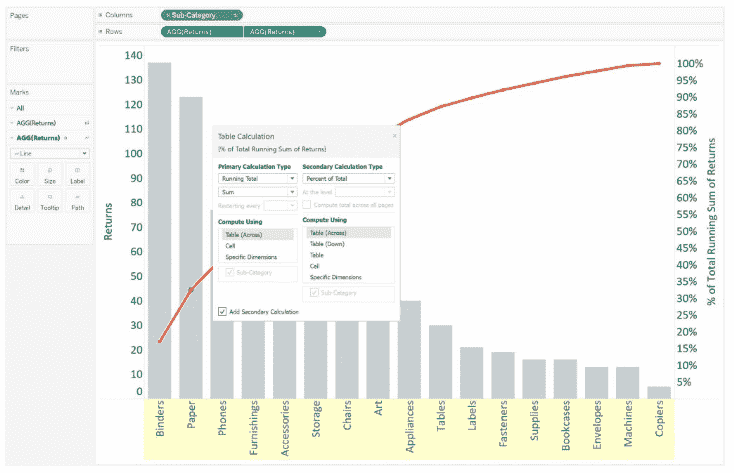 Pages
Columns
Sub-Category
Rows
AGG(Returns)
AGG(Returns)
Filters
Marks
All
AGG(Returns)
AGG(Returns)
Line
Color
Size
Label
Detail
Tooltip
Path
Returns
140
130
120
110
100
90
80
70
60
50
40
30
20
10
0
Table Calculation
(% of Total Running Sum of Returns)
Primary Calculation Type
Secondary Calculation Type
Running Total
Percent of Total
Sum
At the level
Restarting every
Compute total across all pages
Compute Using
Compute Using
Table (Across)
Cell
Specific Dimensions
Sub-Category
Table (Across)
Table (Down)
Table
Cell
Specific Dimensions
Sub-Category
Add Secondary Calculation
100%
95%
90%
85%
80%
75%
70%
65%
60%
55%
50%
45%
40%
35%
30%
25%
20%
15%
10%
5%
% of Total Running Sum of Returns
Binders
Paper
Phones
Furnishings
Accessories
Storage
Chairs
Art
Appliances
Tables
Labels
Fasteners
Supplies
Bookcases
Envelopes
Machines
Copiers